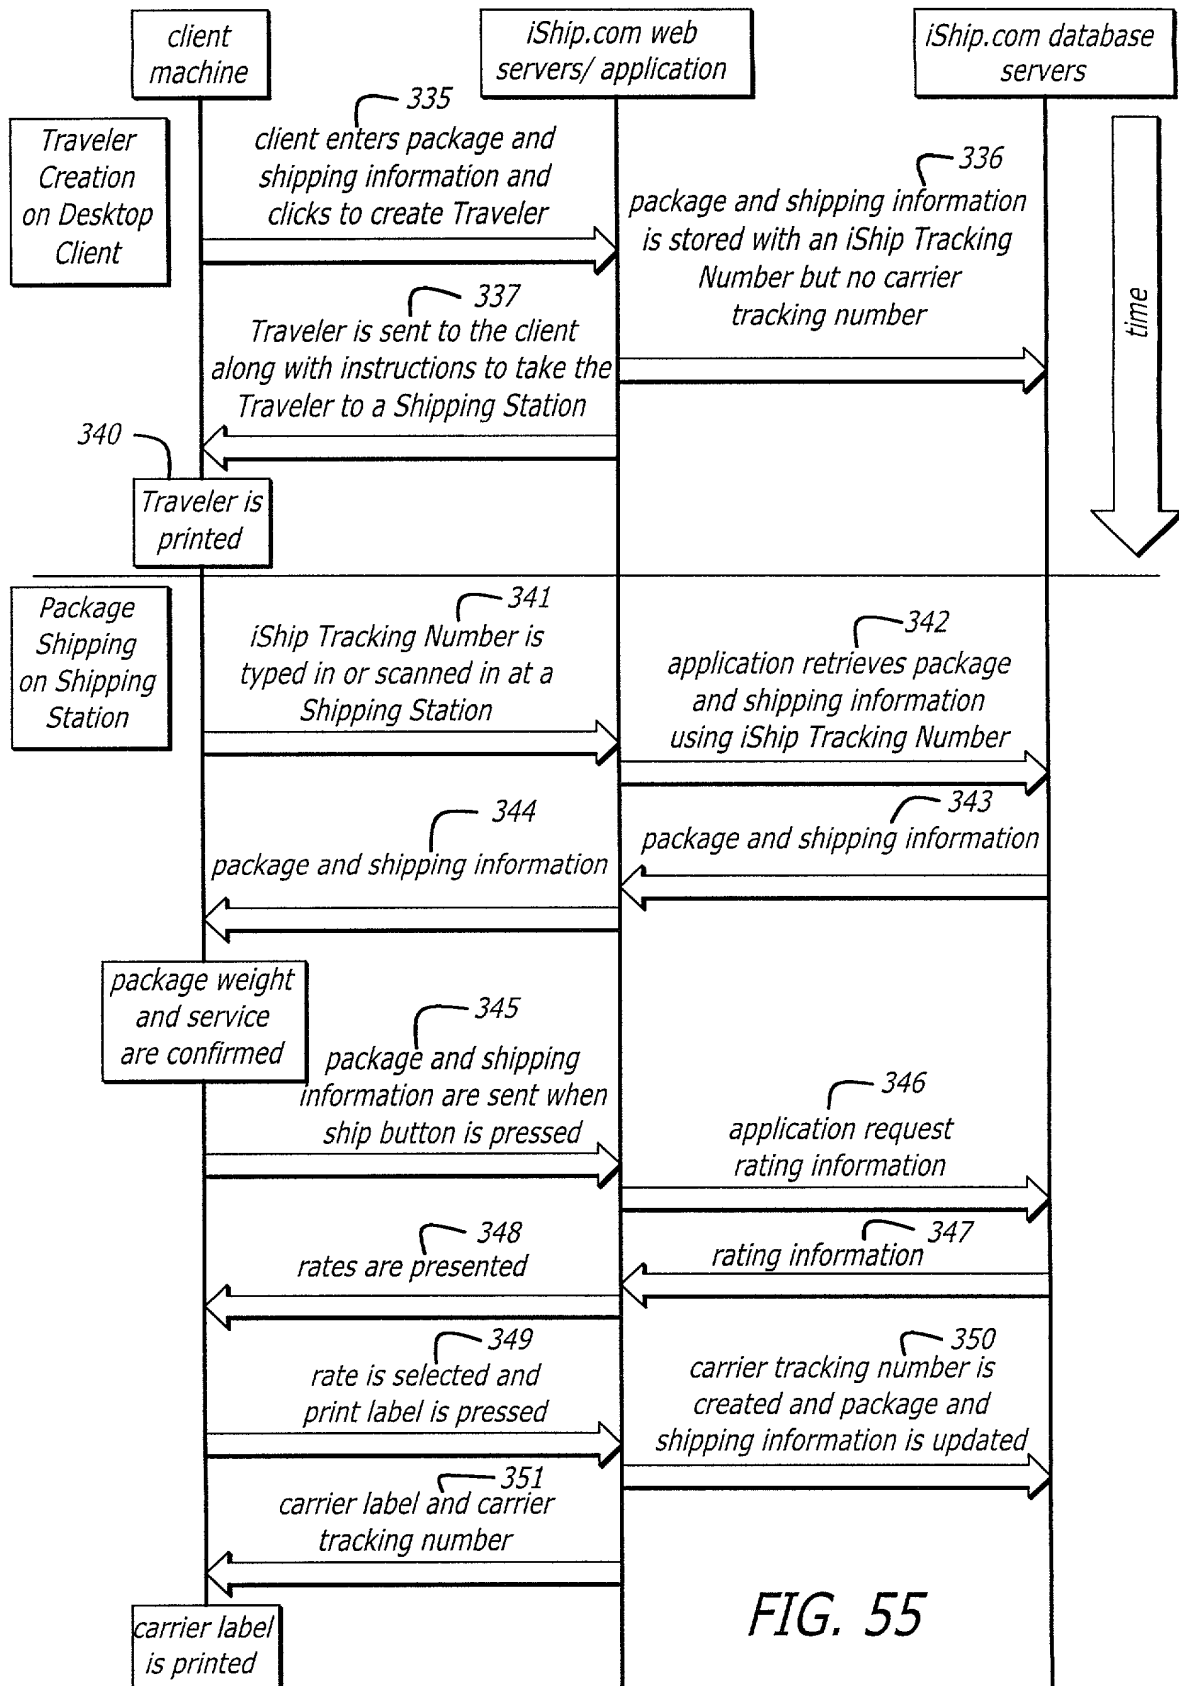 client
machine
iShip.com web
servers/ application
iShip.com database
servers
Traveler
Creation
on Desktop
Client
335
client enters package and
shipping information and
clicks to create Traveler
336
package and shipping information
is stored with an iShip Tracking
Number but no carrier
tracking number
time
337
Traveler is sent to the client
along with instructions to take the
Traveler to a Shipping Station
340
Traveler is
printed
Package
Shipping
on Shipping
Station
341
iShip Tracking Number is
typed in or scanned in at a
Shipping Station
342
application retrieves package
and shipping information
using iShip Tracking Number
343
package and shipping information
344
package and shipping information
package weight
and service
are confirmed
345
package and shipping
information are sent when
ship button is pressed
346
application request
rating information
347
rating information
348
rates are presented
349
rate is selected and
print label is pressed
350
carrier tracking number is
created and package and
shipping information is updated
351
carrier label and carrier
tracking number
carrier label
is printed
FIG. 55